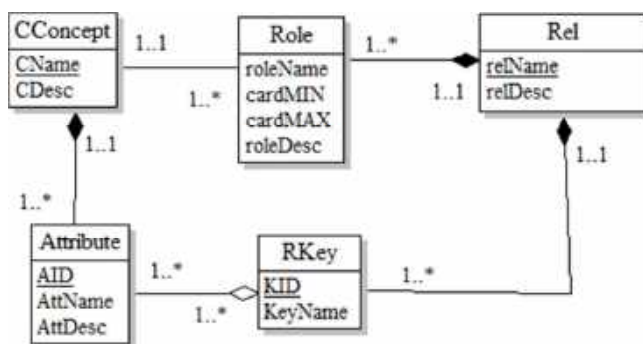 CConcept
CName
CDesc
1..1
1..*
Role
roleName
cardMIN
cardMAX
roleDesc
1..*
1..1
Rel
relName
relDesc
1..1
1..*
1..1
1..*
Attribute
AID
AttName
AttDesc
1..*
1..*
RKey
KID
KeyName